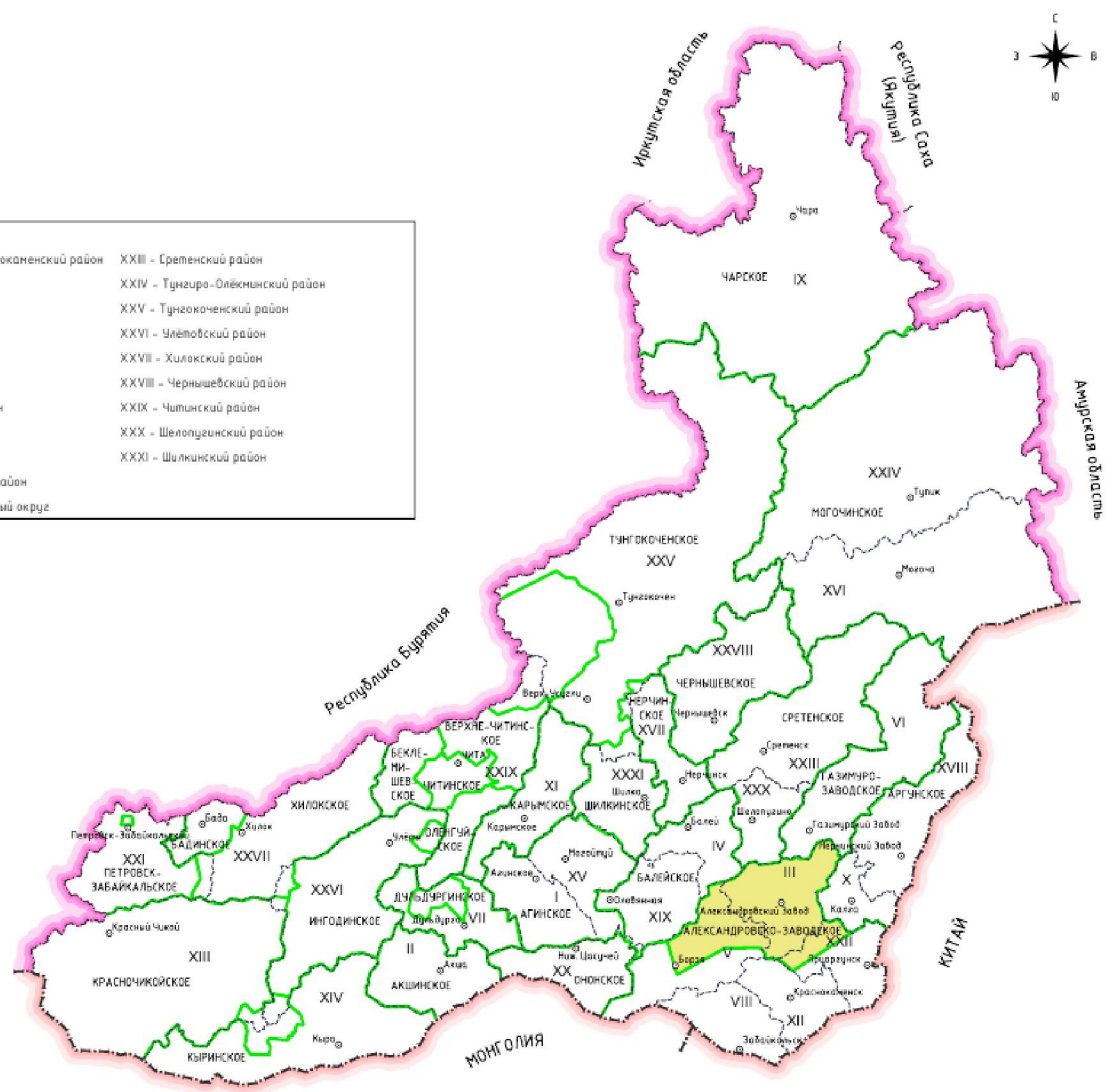 С
З
В
Ю
Иркутская область
Республика Саха
(Якутия)
Чара
ЧАРСКОЕ
IX
окаменский район
XXIII - Сретенский район
XXIV - Тунгиро-Олёкминский район
XXV - Тунгокоченский район
XXVI - Улётовский район
XXVII - Хилокский район
XXVIII - Чернышевский район
н
XXIX - Читинский район
XXX - Шелопугинский район
XXXI - Шилкинский район
айон
ый округ
Амурская область
XXIV
Тупик
МОГОЧИНСКОЕ
ТУНГОКОЧЕНСКОЕ
XXV
Могоча
XVI
Тунгокочен
Республика Бурятия
XXVIII
ЧЕРНЫШЕВСКОЕ
Верх. Усугли
НЕРЧИН-
СКОЕ
XVII
Чернышевск
СРЕТЕНСКОЕ
VI
ВЕРХНЕ-ЧИТИНС-
КОЕ
БЕКЛЕ-
МИ-
ШЕВ
СКОЕ
ЧИТА
ЧИТИНСКОЕ
XXIX
XI
КАРЫМСКОЕ
Карымское
XXXI
Шилка
ШИЛКИНСКОЕ
Нерчинск
Сретенск
XXIII
XVIII
XXX
Шелопугино
ГАЗИМУРО-
ЗАВОДСКОЕ
АРГУНСКОЕ
ХИЛОКСКОЕ
Бада
Хилок
Петровск-Забайкальский
БАДИНСКОЕ
XXVII
XXI
ПЕТРОВСК-
ЗАБАЙКАЛЬСКОЕ
Улёты
ОЛЕНГУЙ-
СКОЕ
Балей
IV
Газимурский Завод
Нерчинский Завод
Могойтуй
XV
Агинское
I
АГИНСКОЕ
БАЛЕЙСКОЕ
Оловянная
XIX
III
Александровский Завод
АЛЕКСАНДРОВСКО-ЗАВОДСКОЕ
X
Калга
XXVI
ИНГОДИНСКОЕ
ДУЛЬДУРГИНСКОЕ
Дульдурга
VII
Красный Чикой
XIII
КРАСНОЧИКОЙСКОЕ
II
Акша
АКШИНСКОЕ
Ниж. Цасучей
XX
ОНОНСКОЕ
Борзя
V
XXII
Приаргунск
КИТАЙ
XIV
Кыра
КЫРИНСКОЕ
МОНГОЛИЯ
VIII
Краснокаменск
XII
Забайкальск